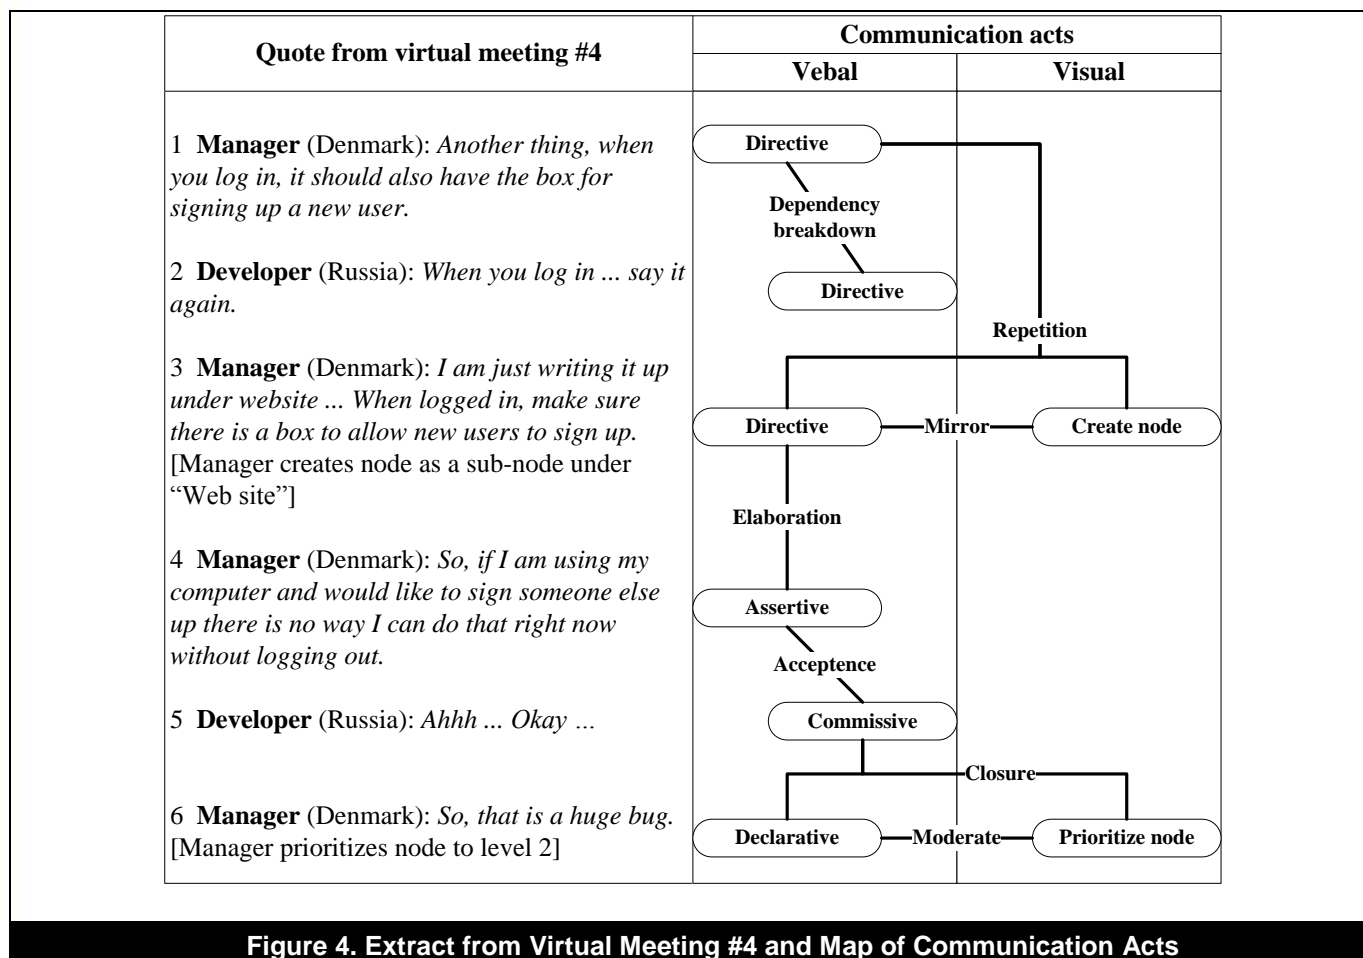 Quote from virtual meeting #4
Communication acts
Vebal
Visual
1 Manager (Denmark): Another thing, when
you log in, it should also have the box for
signing up a new user.
2 Developer (Russia): When you log in ... say it
again.
3 Manager (Denmark): I am just writing it up
under website ... When logged in, make sure
there is a box to allow new users to sign up.
[Manager creates node as a sub-node under
“Web site”]
4 Manager (Denmark): So, if I am using my
computer and would like to sign someone else
up there is no way I can do that right now
without logging out.
5 Developer (Russia): Ahhh ... Okay …
6 Manager (Denmark): So, that is a huge bug.
[Manager prioritizes node to level 2]
Directive
Dependency
breakdown
Directive
Repetition
Directive
Mirror
Create node
Elaboration
Assertive
Acceptence
Commissive
Closure
Declarative
Moderate
Prioritize node
Figure 4. Extract from Virtual Meeting #4 and Map of Communication Acts